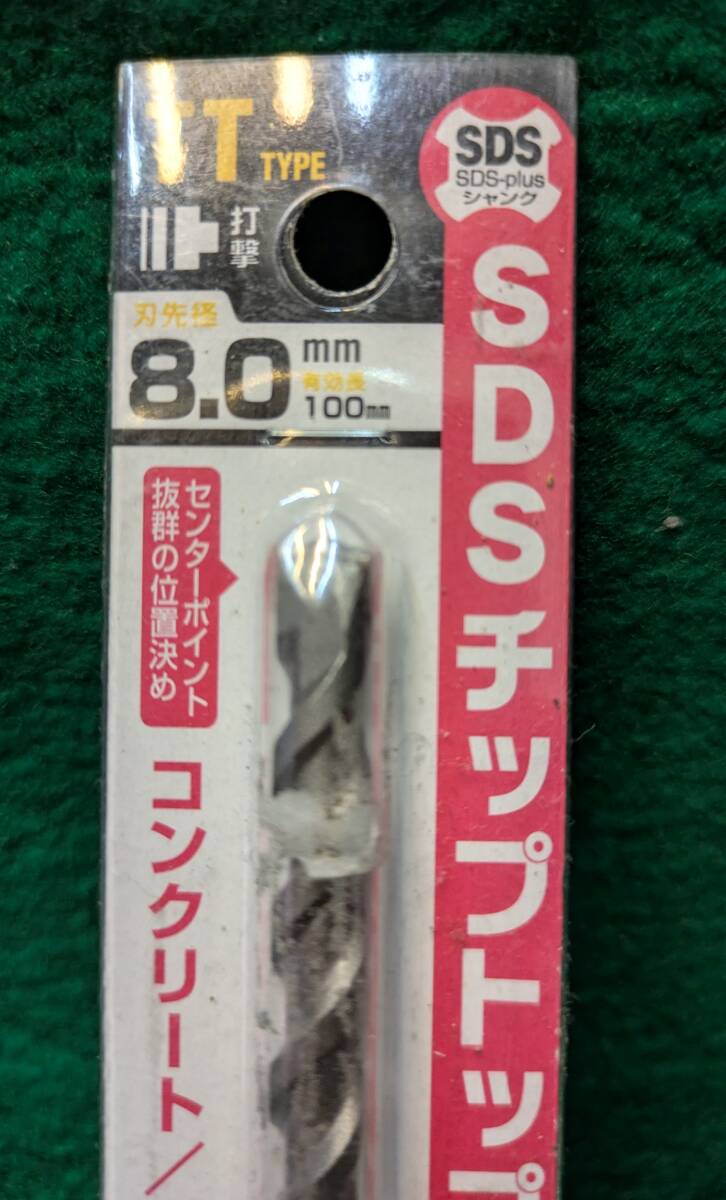 TT TYPE
SDS
SDS-plus
シャンク
打撃
刃先径
8.0 mm
有効長
100mm
センターポイント
抜群の位置決め
コンクリート/
SDSチップトップ